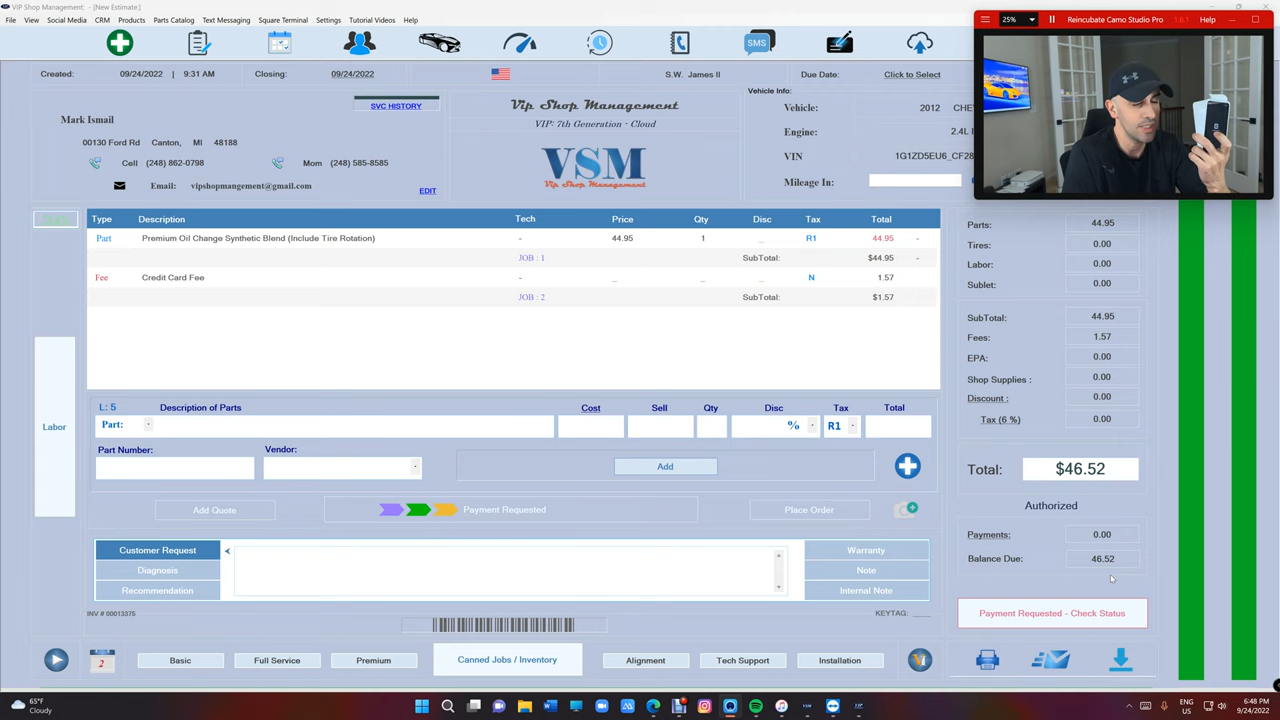 VIP Shop Management: - [New Estimate:]
File View Social Media CRM Products Parts Catalog Text Messaging Square Terminal Settings Tutorial Videos Help
25% Reincubate Camo Studio Pro 1.6.1 Help
SMS
Created: 09/24/2022 | 9:31 AM Closing: 09/24/2022 S.W. James II Due Date: Click to Select
Vehicle Info:
SVC HISTORY
Mark Ismail
00130 Ford Rd Canton, MI 48188
Cell (248) 862-0798 Mom (248) 585-8585
Email: vipshopmangement@gmail.com
EDIT
Vip Shop Management
VIP: 7th Generation - Cloud
VSM
Vip Shop Management
Vehicle: 2012 CHE
Engine: 2.4L
VIN 1G1ZD5EU6_CF28
Mileage In:
Type Description Tech Price Qty Disc Tax Total
Part Premium Oil Change Synthetic Blend (Include Tire Rotation) - 44.95 1 _ R1 44.95 -
JOB : 1 SubTotal: $44.95 -
Fee Credit Card Fee - _ _ _ N 1.57
JOB : 2 SubTotal: $1.57
Labor
L: 5 Description of Parts Cost Sell Qty Disc Tax Total
Part: % R1
Part Number: Vendor:
Add
Add Quote Payment Requested Place Order
Customer Request
Diagnosis
Recommendation
Warranty
Note
Internal Note
INV # 00013375 KEYTAG: ____
Parts: 44.95
Tires: 0.00
Labor: 0.00
Sublet: 0.00
SubTotal: 44.95
Fees: 1.57
EPA: 0.00
Shop Supplies : 0.00
Discount : 0.00
Tax (6 %) 0.00
Total: $46.52
Authorized
Payments: 0.00
Balance Due: 46.52
Payment Requested - Check Status
2 Basic Full Service Premium Canned Jobs / Inventory Alignment Tech Support Installation
65°F
Cloudy
ENG
US
6:48 PM
9/24/2022